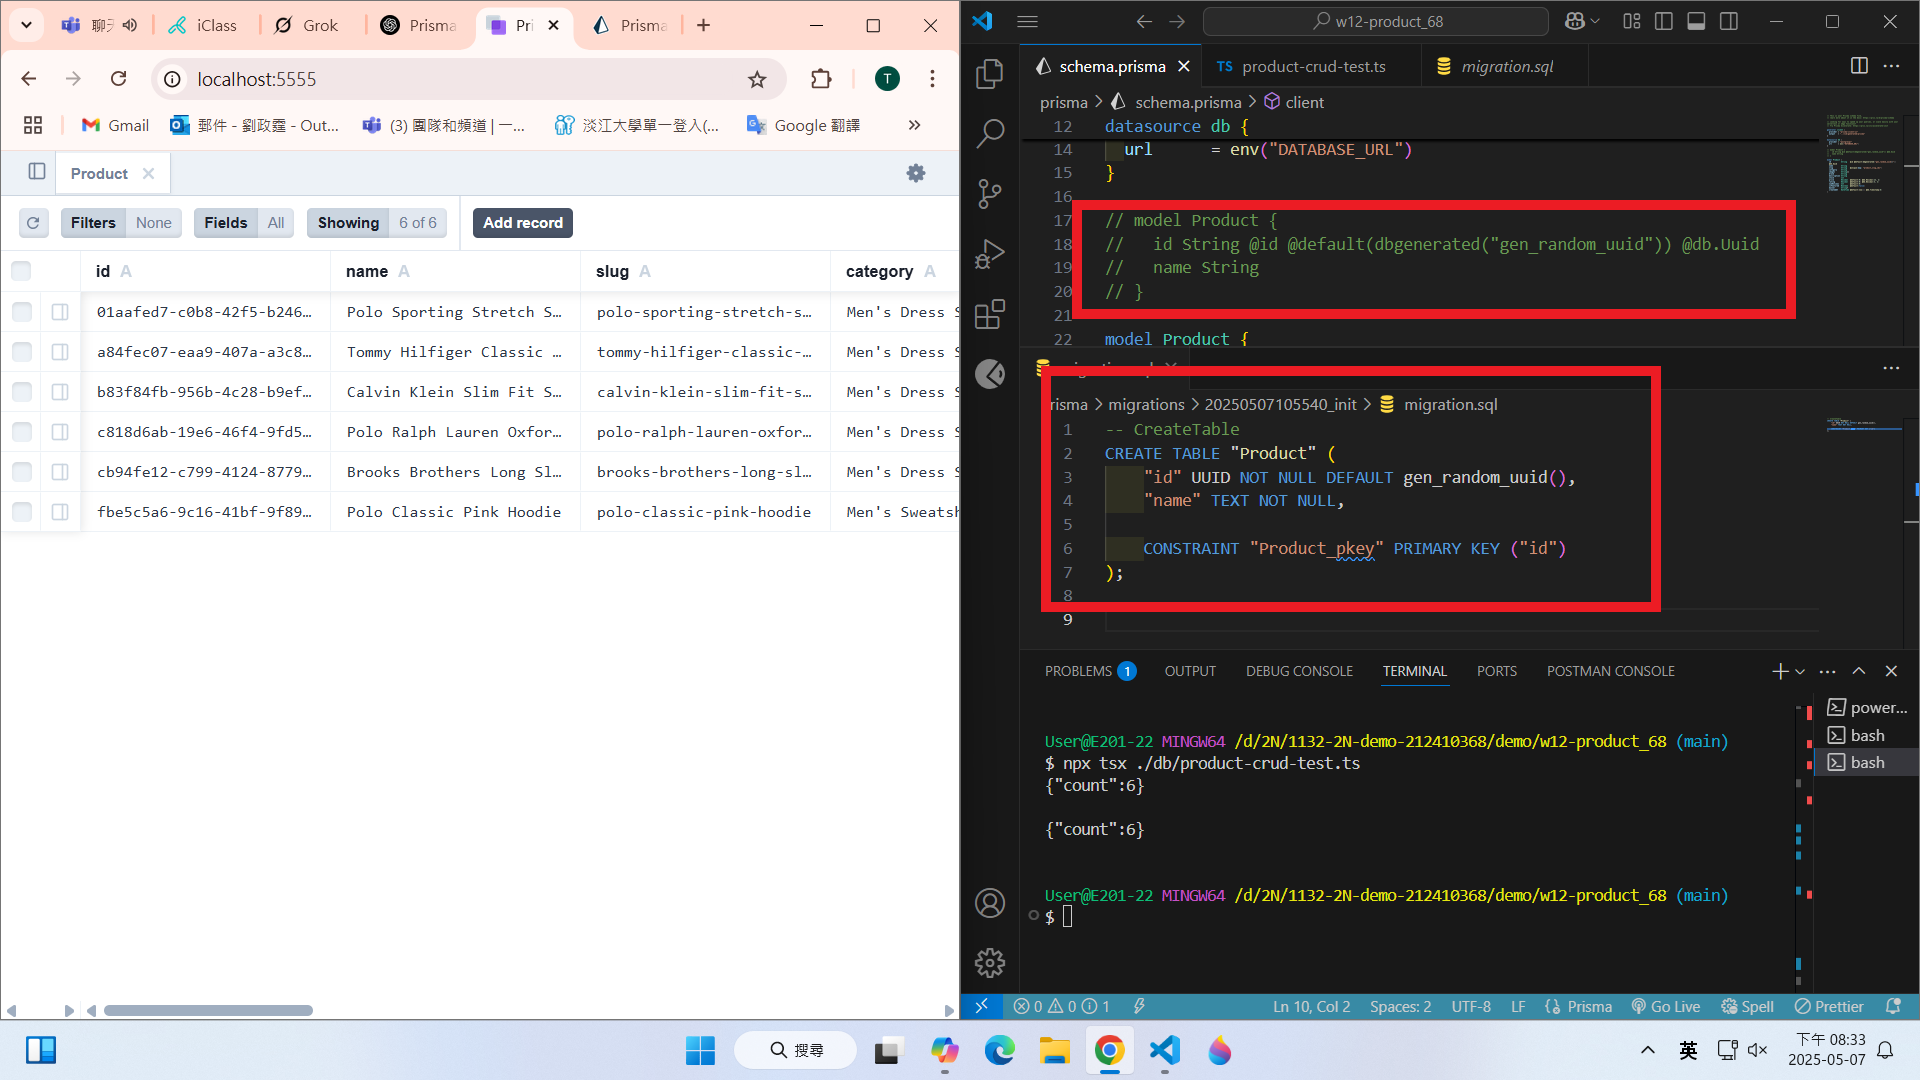 聊天
iClass
Grok
Prisma
Pri
Prisma
localhost:5555
T
Gmail
郵件 - 劉政霆 - Out...
(3) 團隊和頻道 | 一...
淡江大學單一登入(...
Google 翻譯
Product
Filters None
Fields All
Showing 6 of 6
Add record
id A name A slug A category A
01aafed7-c0b8-42f5-b246… Polo Sporting Stretch S… polo-sporting-stretch-s… Men's Dress S
a84fec07-eaa9-407a-a3c8… Tommy Hilfiger Classic … tommy-hilfiger-classic-… Men's Dress S
b83f84fb-956b-4c28-b9ef… Calvin Klein Slim Fit S… calvin-klein-slim-fit-s… Men's Dress S
c818d6ab-19e6-46f4-9fd5… Polo Ralph Lauren Oxfor… polo-ralph-lauren-oxfor… Men's Dress S
cb94fe12-c799-4124-8779… Brooks Brothers Long Sl… brooks-brothers-long-sl… Men's Dress S
fbe5c5a6-9c16-41bf-9f89… Polo Classic Pink Hoodie polo-classic-pink-hoodie Men's Sweatsh
w12-product_68
schema.prisma
TS product-crud-test.ts
migration.sql
prisma > schema.prisma > client
12 datasource db {
14 url = env("DATABASE_URL")
15 }
16
17 // model Product {
18 // id String @id @default(dbgenerated("gen_random_uuid")) @db.Uuid
19 // name String
20 // }
21
22 model Product {
risma > migrations > 20250507105540_init > migration.sql
1 -- CreateTable
2 CREATE TABLE "Product" (
3 "id" UUID NOT NULL DEFAULT gen_random_uuid(),
4 "name" TEXT NOT NULL,
5
6 CONSTRAINT "Product_pkey" PRIMARY KEY ("id")
7 );
8
9
PROBLEMS 1 OUTPUT DEBUG CONSOLE TERMINAL PORTS POSTMAN CONSOLE
power...
bash
bash
User@E201-22 MINGW64 /d/2N/1132-2N-demo-212410368/demo/w12-product_68 (main)
$ npx tsx ./db/product-crud-test.ts
{"count":6}
{"count":6}
User@E201-22 MINGW64 /d/2N/1132-2N-demo-212410368/demo/w12-product_68 (main)
$
0 0 1
Ln 10, Col 2 Spaces: 2 UTF-8 LF {} Prisma Go Live Spell Prettier
搜尋
英
下午 08:33
2025-05-07